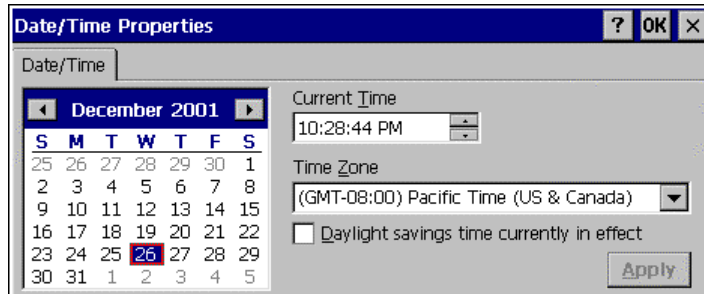 Date/Time Properties ? OK ×
Date/Time
December 2001
S M T W T F S
25 26 27 28 29 30 1
2 3 4 5 6 7 8
9 10 11 12 13 14 15
16 17 18 19 20 21 22
23 24 25 26 27 28 29
30 31 1 2 3 4 5
Current Time
10:28:44 PM
Time Zone
(GMT-08:00) Pacific Time (US & Canada)
Daylight savings time currently in effect
Apply